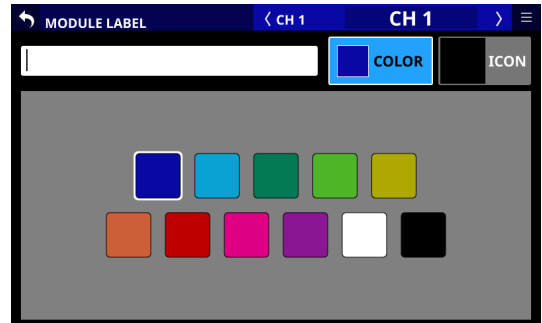 MODULE LABEL 〈 CH 1 CH 1 〉 ≡
COLOR ICON